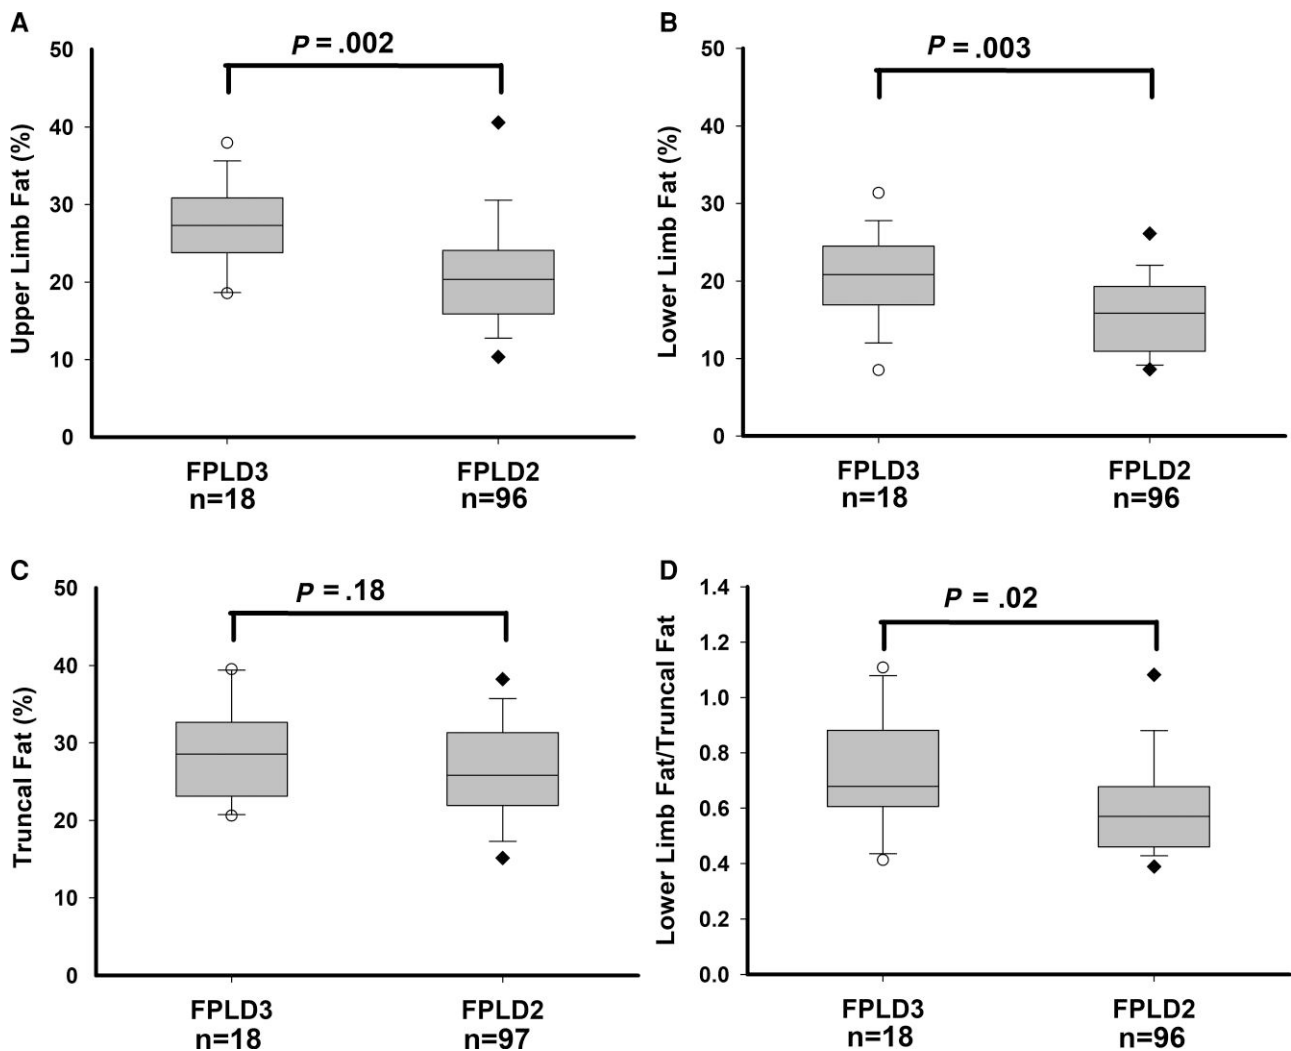 A
P = .002
Upper Limb Fat (%)
50
40
30
20
10
0
FPLD3
n=18
FPLD2
n=96
B
P = .003
Lower Limb Fat (%)
50
40
30
20
10
0
FPLD3
n=18
FPLD2
n=96
C
P = .18
Truncal Fat (%)
50
40
30
20
10
0
FPLD3
n=18
FPLD2
n=97
D
P = .02
Lower Limb Fat/Truncal Fat
1.4
1.2
1.0
0.8
0.6
0.4
0.2
0.0
FPLD3
n=18
FPLD2
n=96